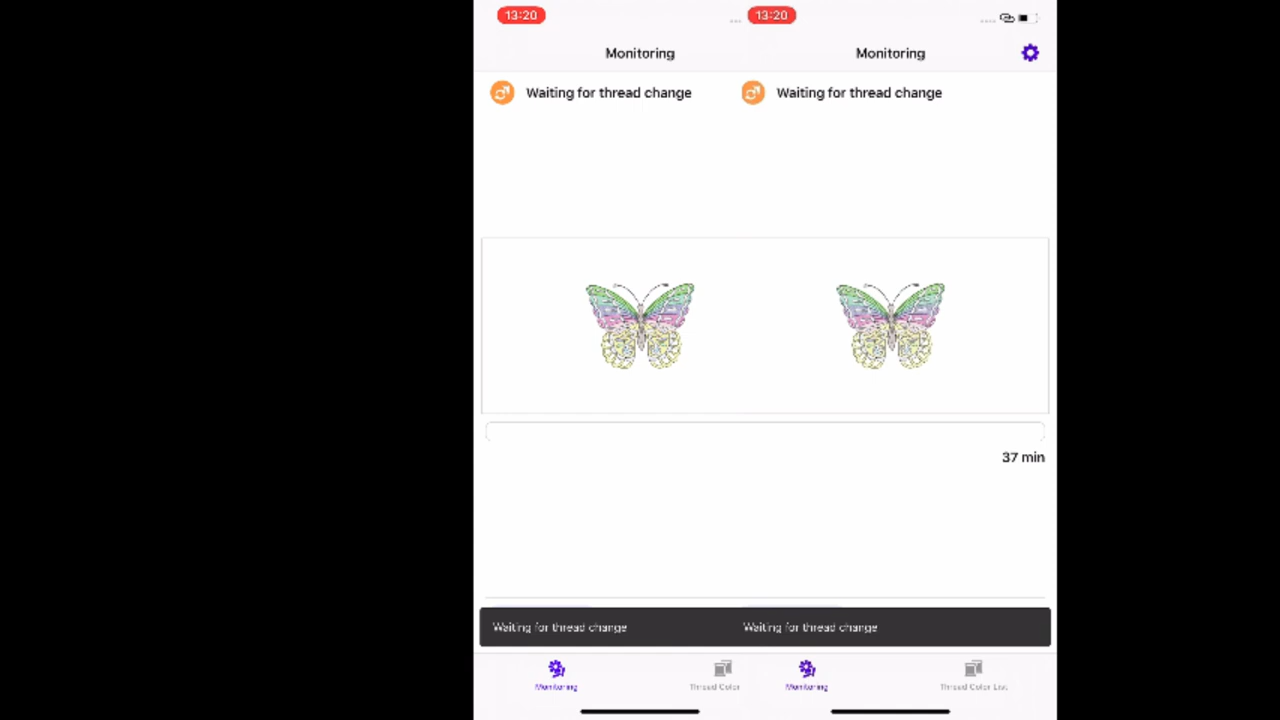 13:20 13:20
Monitoring Monitoring
Waiting for thread change Waiting for thread change
37 min
Waiting for thread change Waiting for thread change
Monitoring Thread Color Monitoring Thread Color List